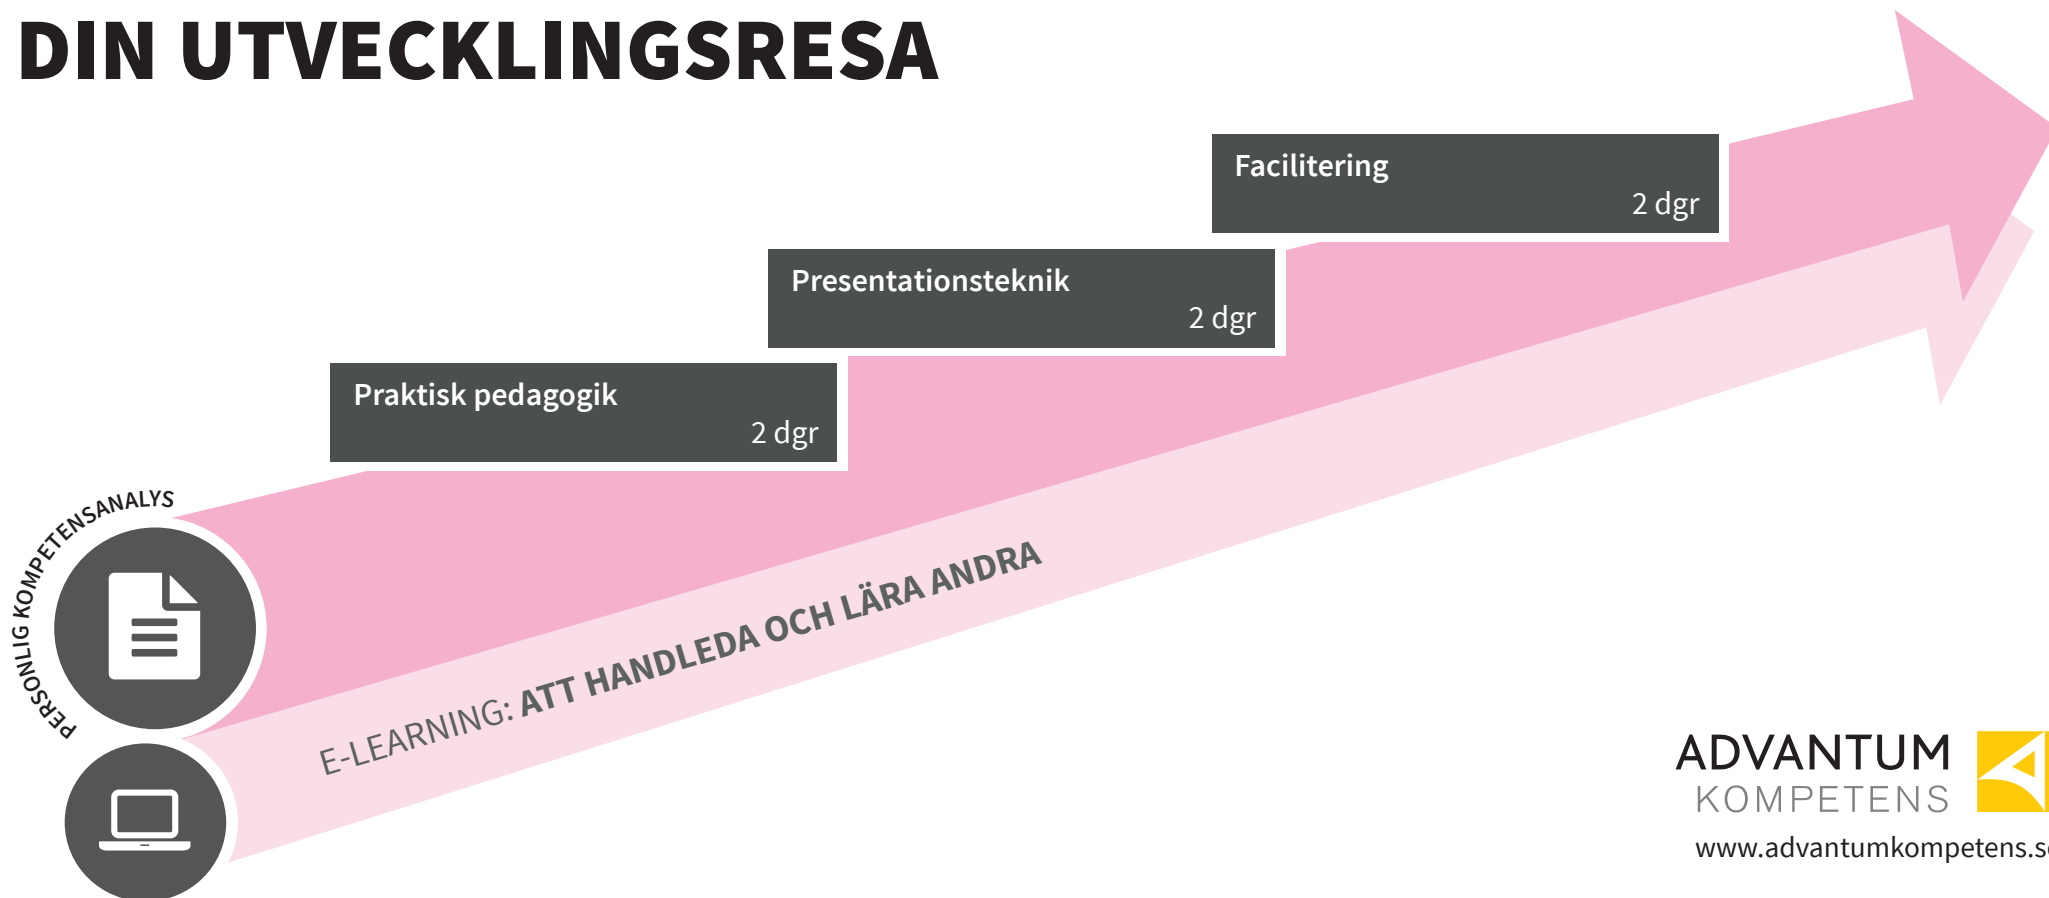 DIN UTVECKLINGSRESA
Facilitering
2 dgr
Presentationsteknik
2 dgr
Praktisk pedagogik
2 dgr
PERSONLIG KOMPETENSANALYS
E-LEARNING: ATT HANDLEDA OCH LÄRA ANDRA
ADVANTUM
KOMPETENS
www.advantumkompetens.se